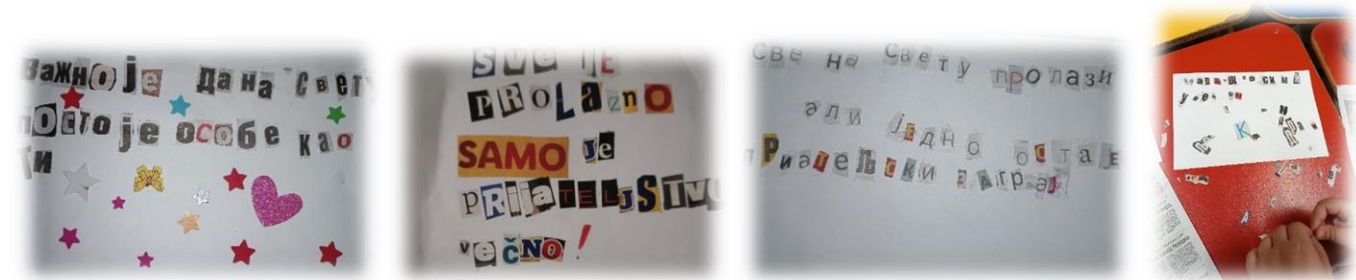 Важно је да на Свету
постоје особе као
Ти
Sve JE
PROLAznO
SAMO je
PRIJATELJSTVO
večno!
Све на свету пролази
али једно остаје
Пријатељски загрљај!